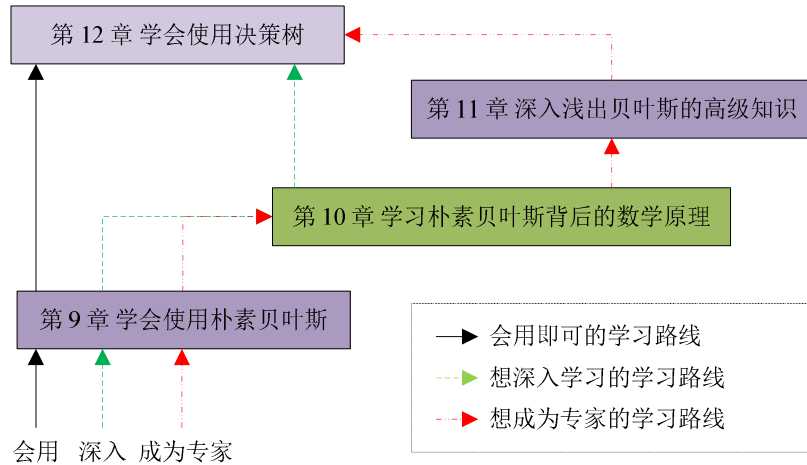 第 12 章 学会使用决策树
第 11 章 深入浅出贝叶斯的高级知识
第 10 章 学习朴素贝叶斯背后的数学原理
第 9 章 学会使用朴素贝叶斯
会用即可的学习路线
想深入学习的学习路线
想成为专家的学习路线
会用 深入 成为专家